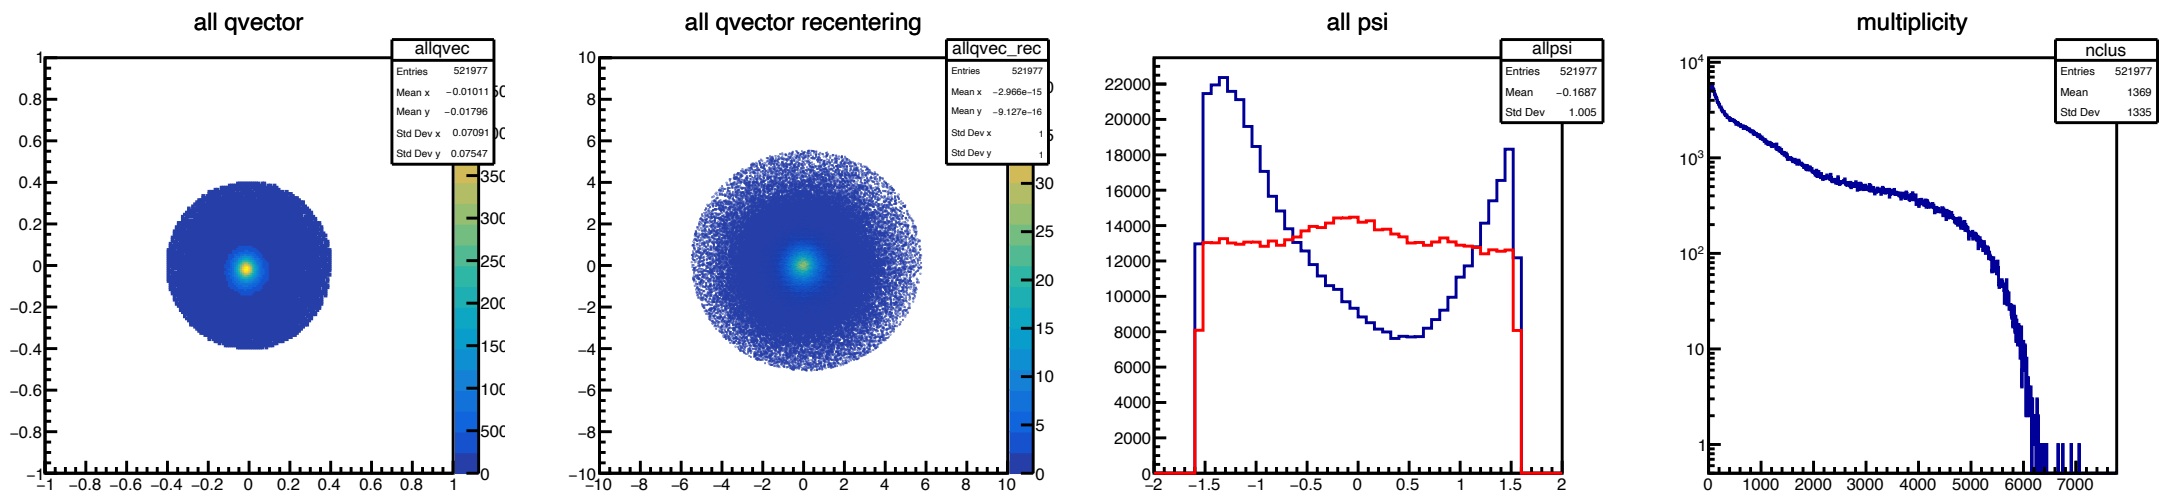 all qvector
allqvec
Entries 521977
Mean x −0.01011
Mean y −0.01796
Std Dev x 0.07091
Std Dev y 0.07547
1
0.8
0.6
0.4
0.2
0
−0.2
−0.4
−0.6
−0.8
−1
−1 −0.8 −0.6 −0.4 −0.2 0 0.2 0.4 0.6 0.8 1
350
300
250
200
150
100
500
0
all qvector recentering
allqvec_rec
Entries 521977
Mean x −2.966e−15
Mean y −9.127e−16
Std Dev x 1
Std Dev y 1
10
8
6
4
2
0
−2
−4
−6
−8
−10
−10 −8 −6 −4 −2 0 2 4 6 8 10
30
25
20
15
10
5
0
all psi
allpsi
Entries 521977
Mean −0.1687
Std Dev 1.005
22000
20000
18000
16000
14000
12000
10000
8000
6000
4000
2000
0
−2 −1.5 −1 −0.5 0 0.5 1 1.5 2
multiplicity
nclus
Entries 521977
Mean 1369
Std Dev 1335
10⁴
10³
10²
10
1
0 1000 2000 3000 4000 5000 6000 7000